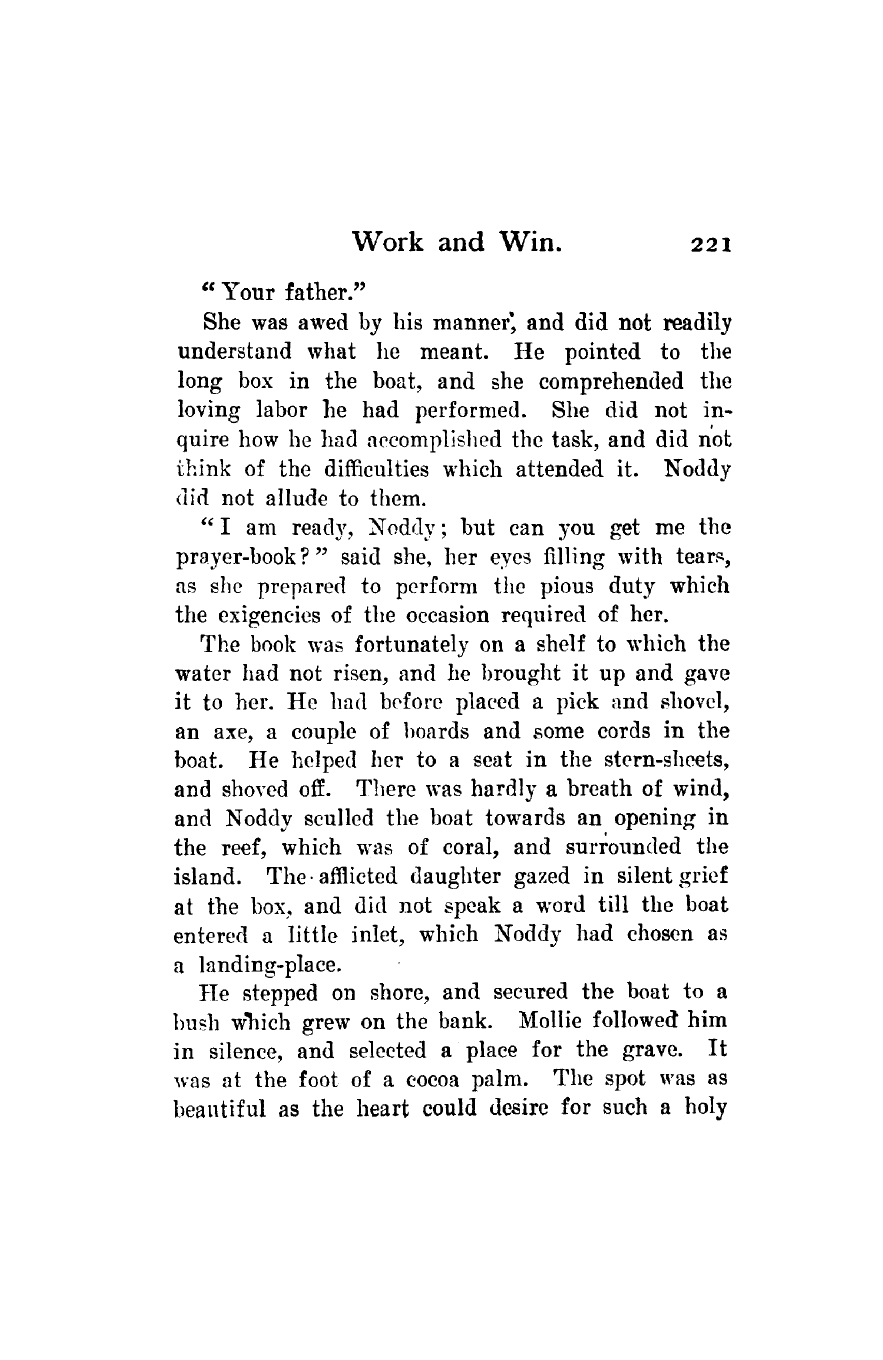 Work and Win. 221
“Your father.”
She was awed by his manner, and did not readily
understand what he meant. He pointed to the
long box in the boat, and she comprehended the
loving labor he had performed. She did not in-
quire how he had accomplished the task, and did not
think of the difficulties which attended it. Noddy
did not allude to them.
“I am ready, Noddy; but can you get me the
prayer-book?” said she, her eyes filling with tears,
as she prepared to perform the pious duty which
the exigencies of the occasion required of her.
The book was fortunately on a shelf to which the
water had not risen, and he brought it up and gave
it to her. He had before placed a pick and shovel,
an axe, a couple of boards and some cords in the
boat. He helped her to a seat in the stern-sheets,
and shoved off. There was hardly a breath of wind,
and Noddy sculled the boat towards an opening in
the reef, which was of coral, and surrounded the
island. The afflicted daughter gazed in silent grief
at the box, and did not speak a word till the boat
entered a little inlet, which Noddy had chosen as
a landing-place.
He stepped on shore, and secured the boat to a
bush which grew on the bank. Mollie followed him
in silence, and selected a place for the grave. It
was at the foot of a cocoa palm. The spot was as
beautiful as the heart could desire for such a holy